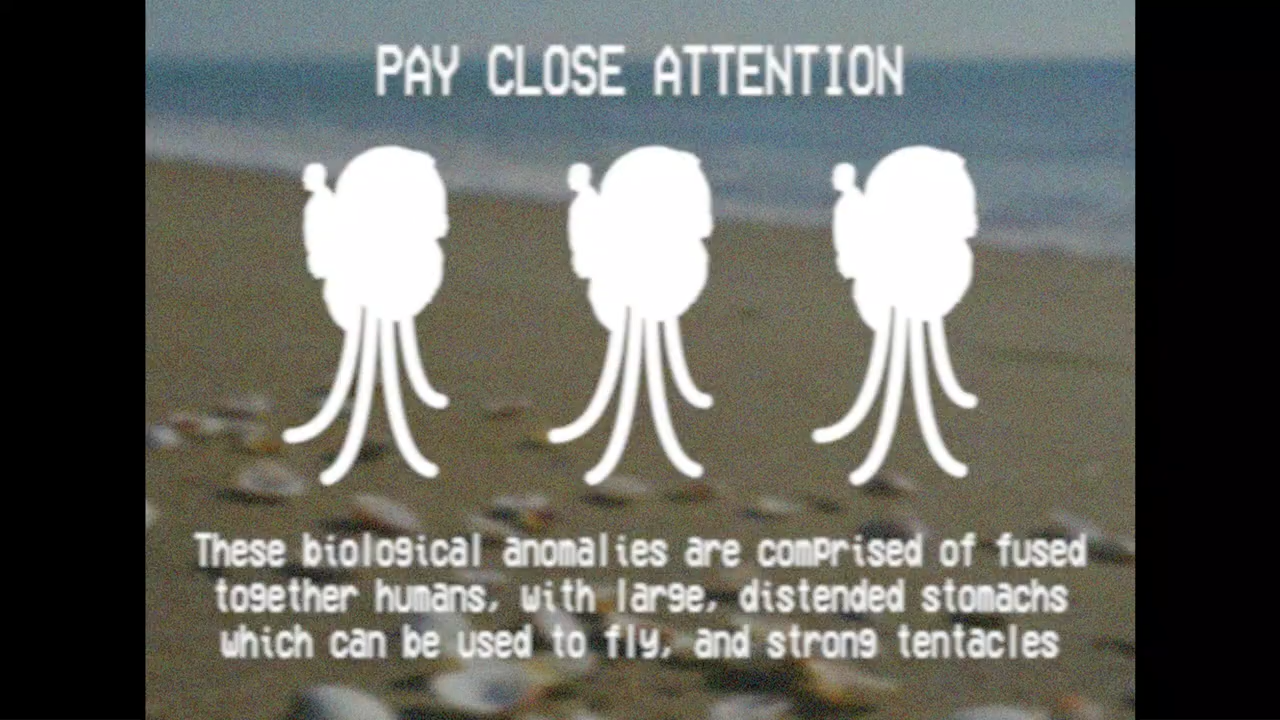 PAY CLOSE ATTENTION
These biological anomalies are comprised of fused
together humans, with large, distended stomachs
which can be used to fly, and strong tentacles